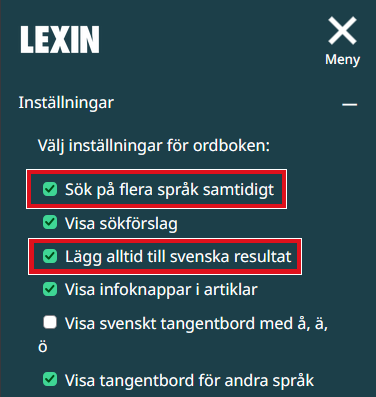 LEXIN
Meny
Inställningar
Välj inställningar för ordboken:
Sök på flera språk samtidigt
Visa sökförslag
Lägg alltid till svenska resultat
Visa infoknappar i artiklar
Visa svenskt tangentbord med å, ä,
ö
Visa tangentbord för andra språk